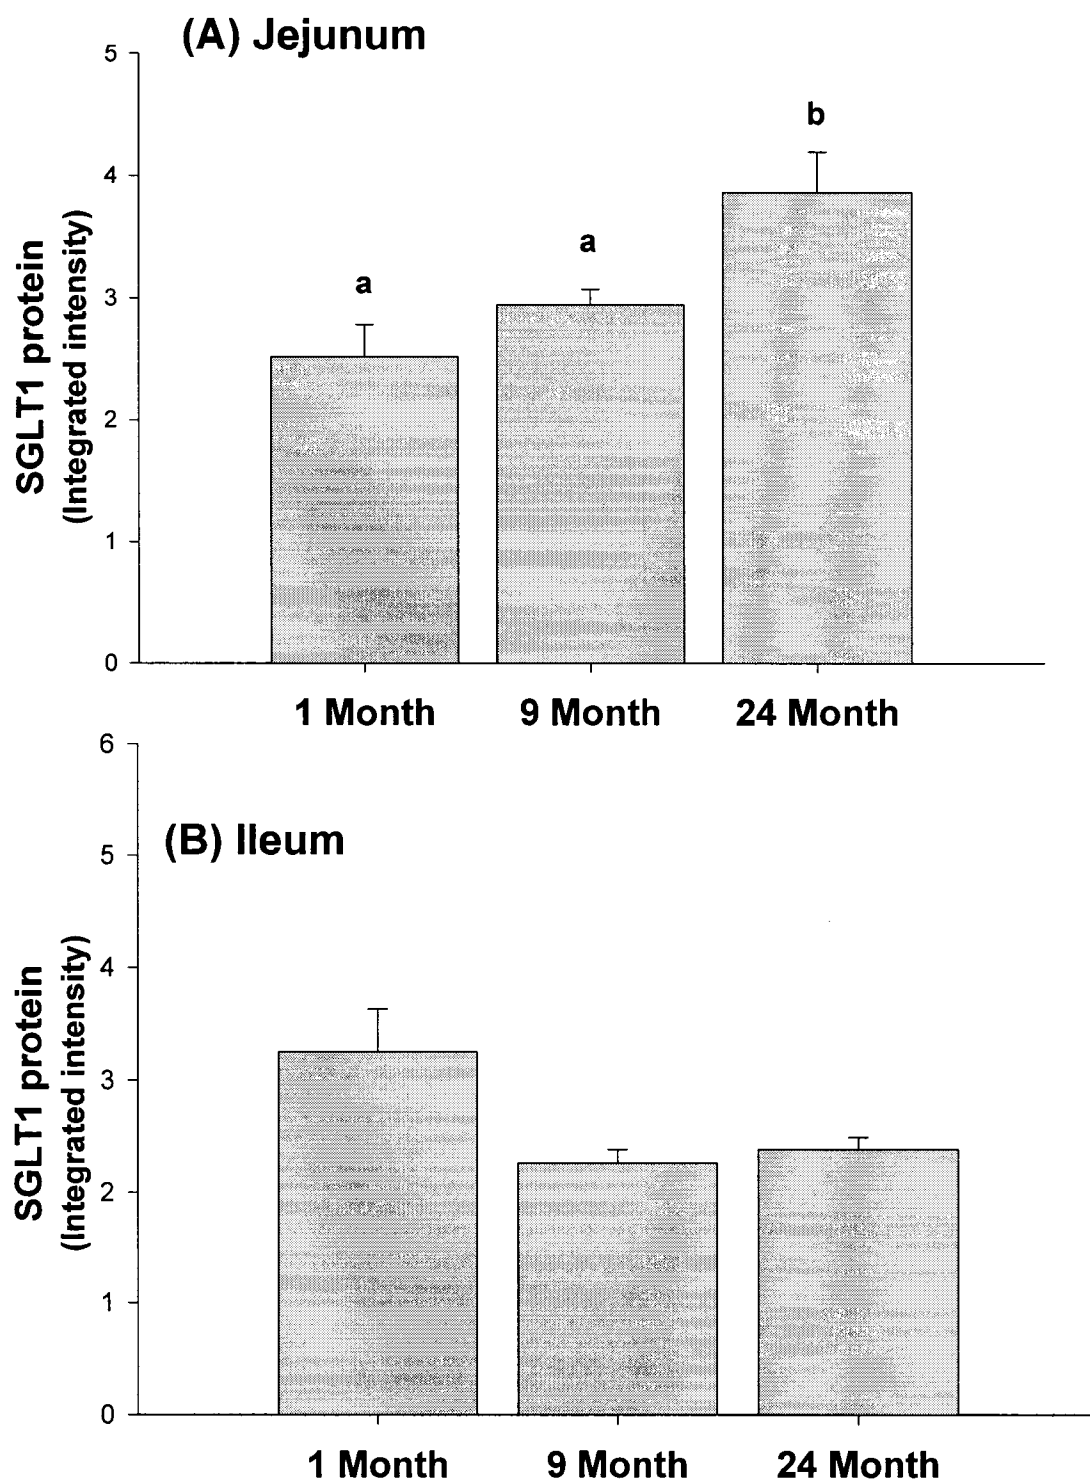 (A) Jejunum
5
4
3
2
1
0
SGLT1 protein
(Integrated intensity)
a
a
b
1 Month 9 Month 24 Month
(B) Ileum
6
5
4
3
2
1
0
SGLT1 protein
(Integrated intensity)
1 Month 9 Month 24 Month